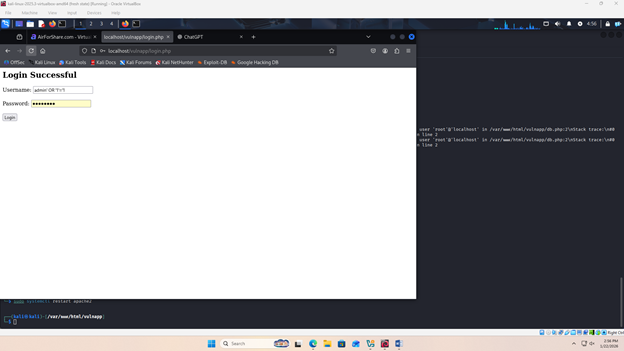 kali-linux-2025.3-virtualbox-amd64 [Running] - Oracle VirtualBox
File Machine View Input Devices Help
1 2 3 4
4:56
AirForShare.com - Virtu
localhost/vulnapp/login.php
ChatGPT
localhost/vulnapp/login.php
OffSec Kali Linux Kali Tools Kali Docs Kali Forums Kali NetHunter Exploit-DB Google Hacking DB
Login Successful
Username: admin' OR '1'='1
Password: ●●●●●●●●
Login
user 'root'@'localhost' in /var/www/html/vulnapp/db.php:2\nStack trace:\n#0
line 2
user 'root'@'localhost' in /var/www/html/vulnapp/db.php:2\nStack trace:\n#0
line 2
sudo systemctl restart apache2
(kali㉿kali)-[/var/www/html/vulnapp]
$
Right Ctrl
Search
2:56 PM
1/22/2026